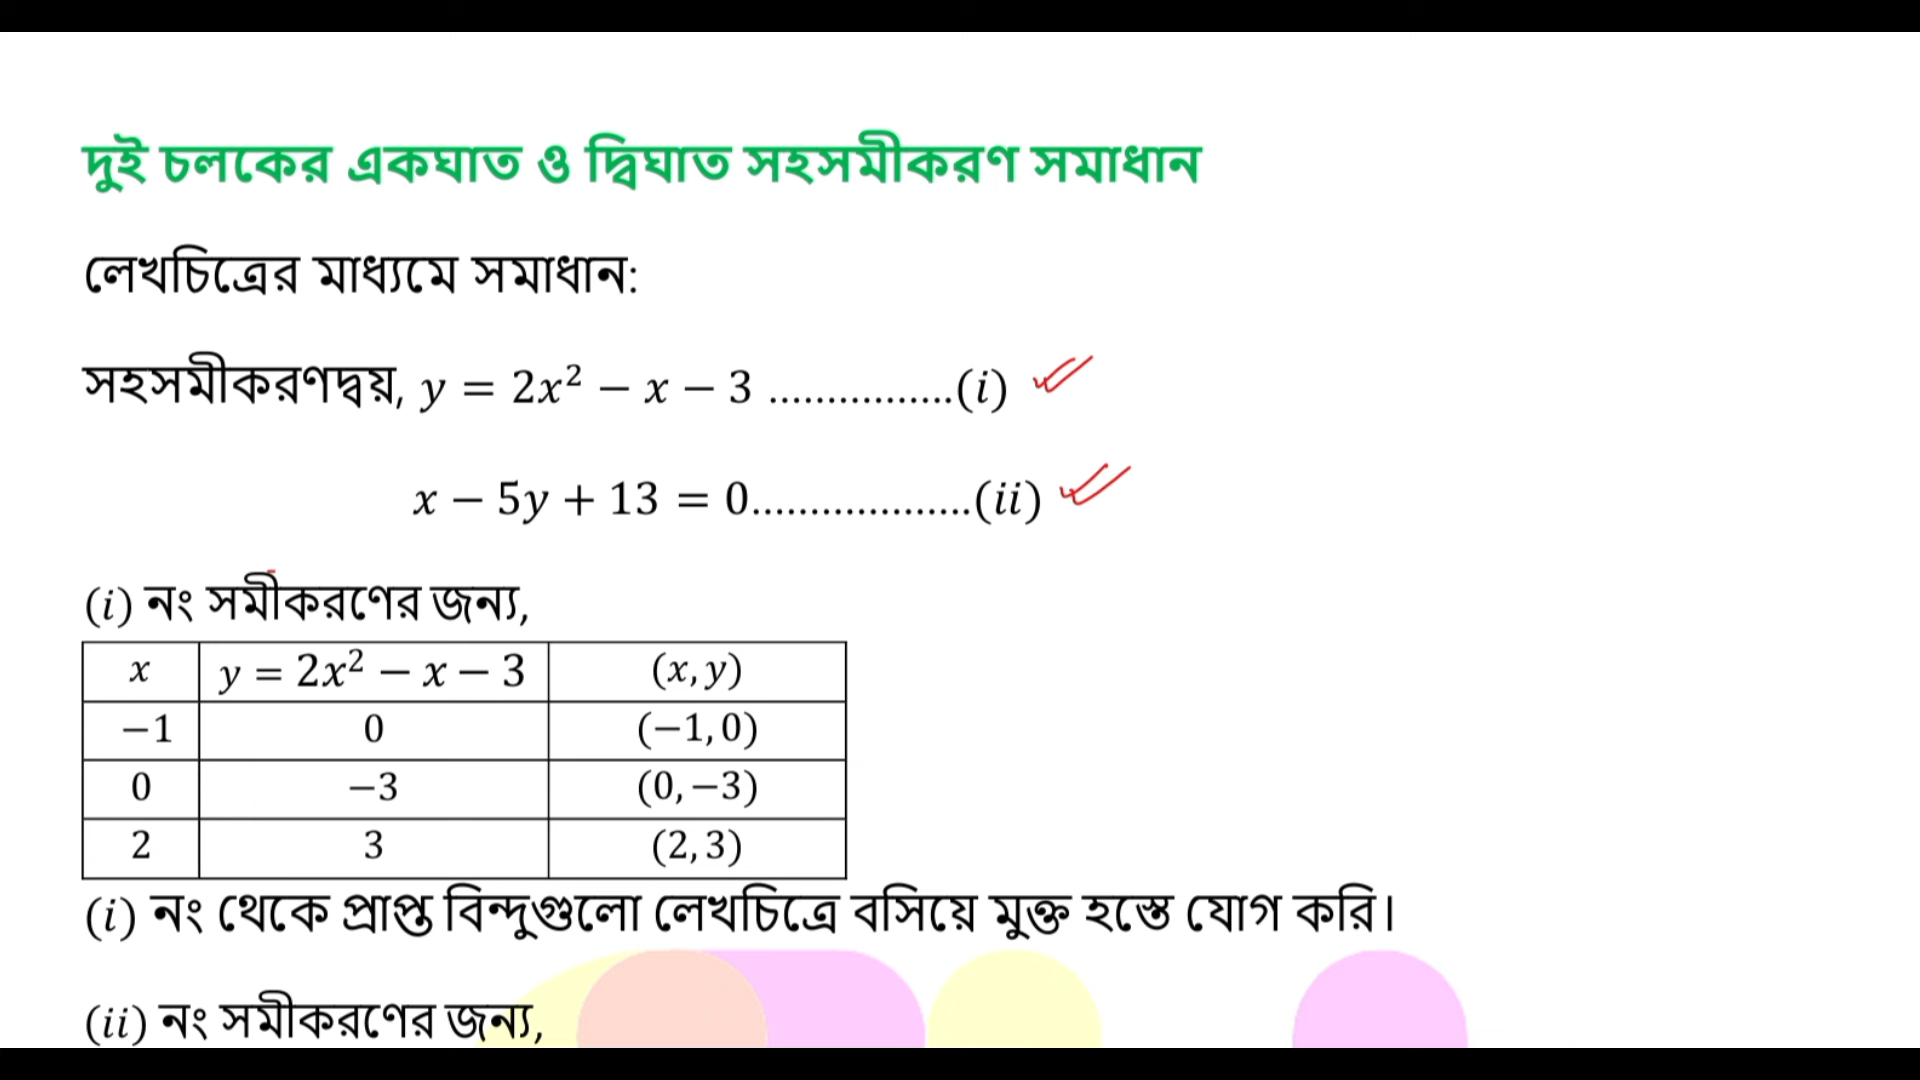 দুই চলকের একঘাত ও দ্বিঘাত সহসমীকরণ সমাধান
লেখচিত্রের মাধ্যমে সমাধান:
সহসমীকরণদ্বয়, y = 2x² − x − 3 ................(i)
x − 5y + 13 = 0...................(ii)
(i) নং সমীকরণের জন্য,
x y = 2x² − x − 3 (x, y)
−1 0 (−1, 0)
0 −3 (0, −3)
2 3 (2, 3)
(i) নং থেকে প্রাপ্ত বিন্দুগুলো লেখচিত্রে বসিয়ে মুক্ত হস্তে যোগ করি।
(ii) নং সমীকরণের জন্য,